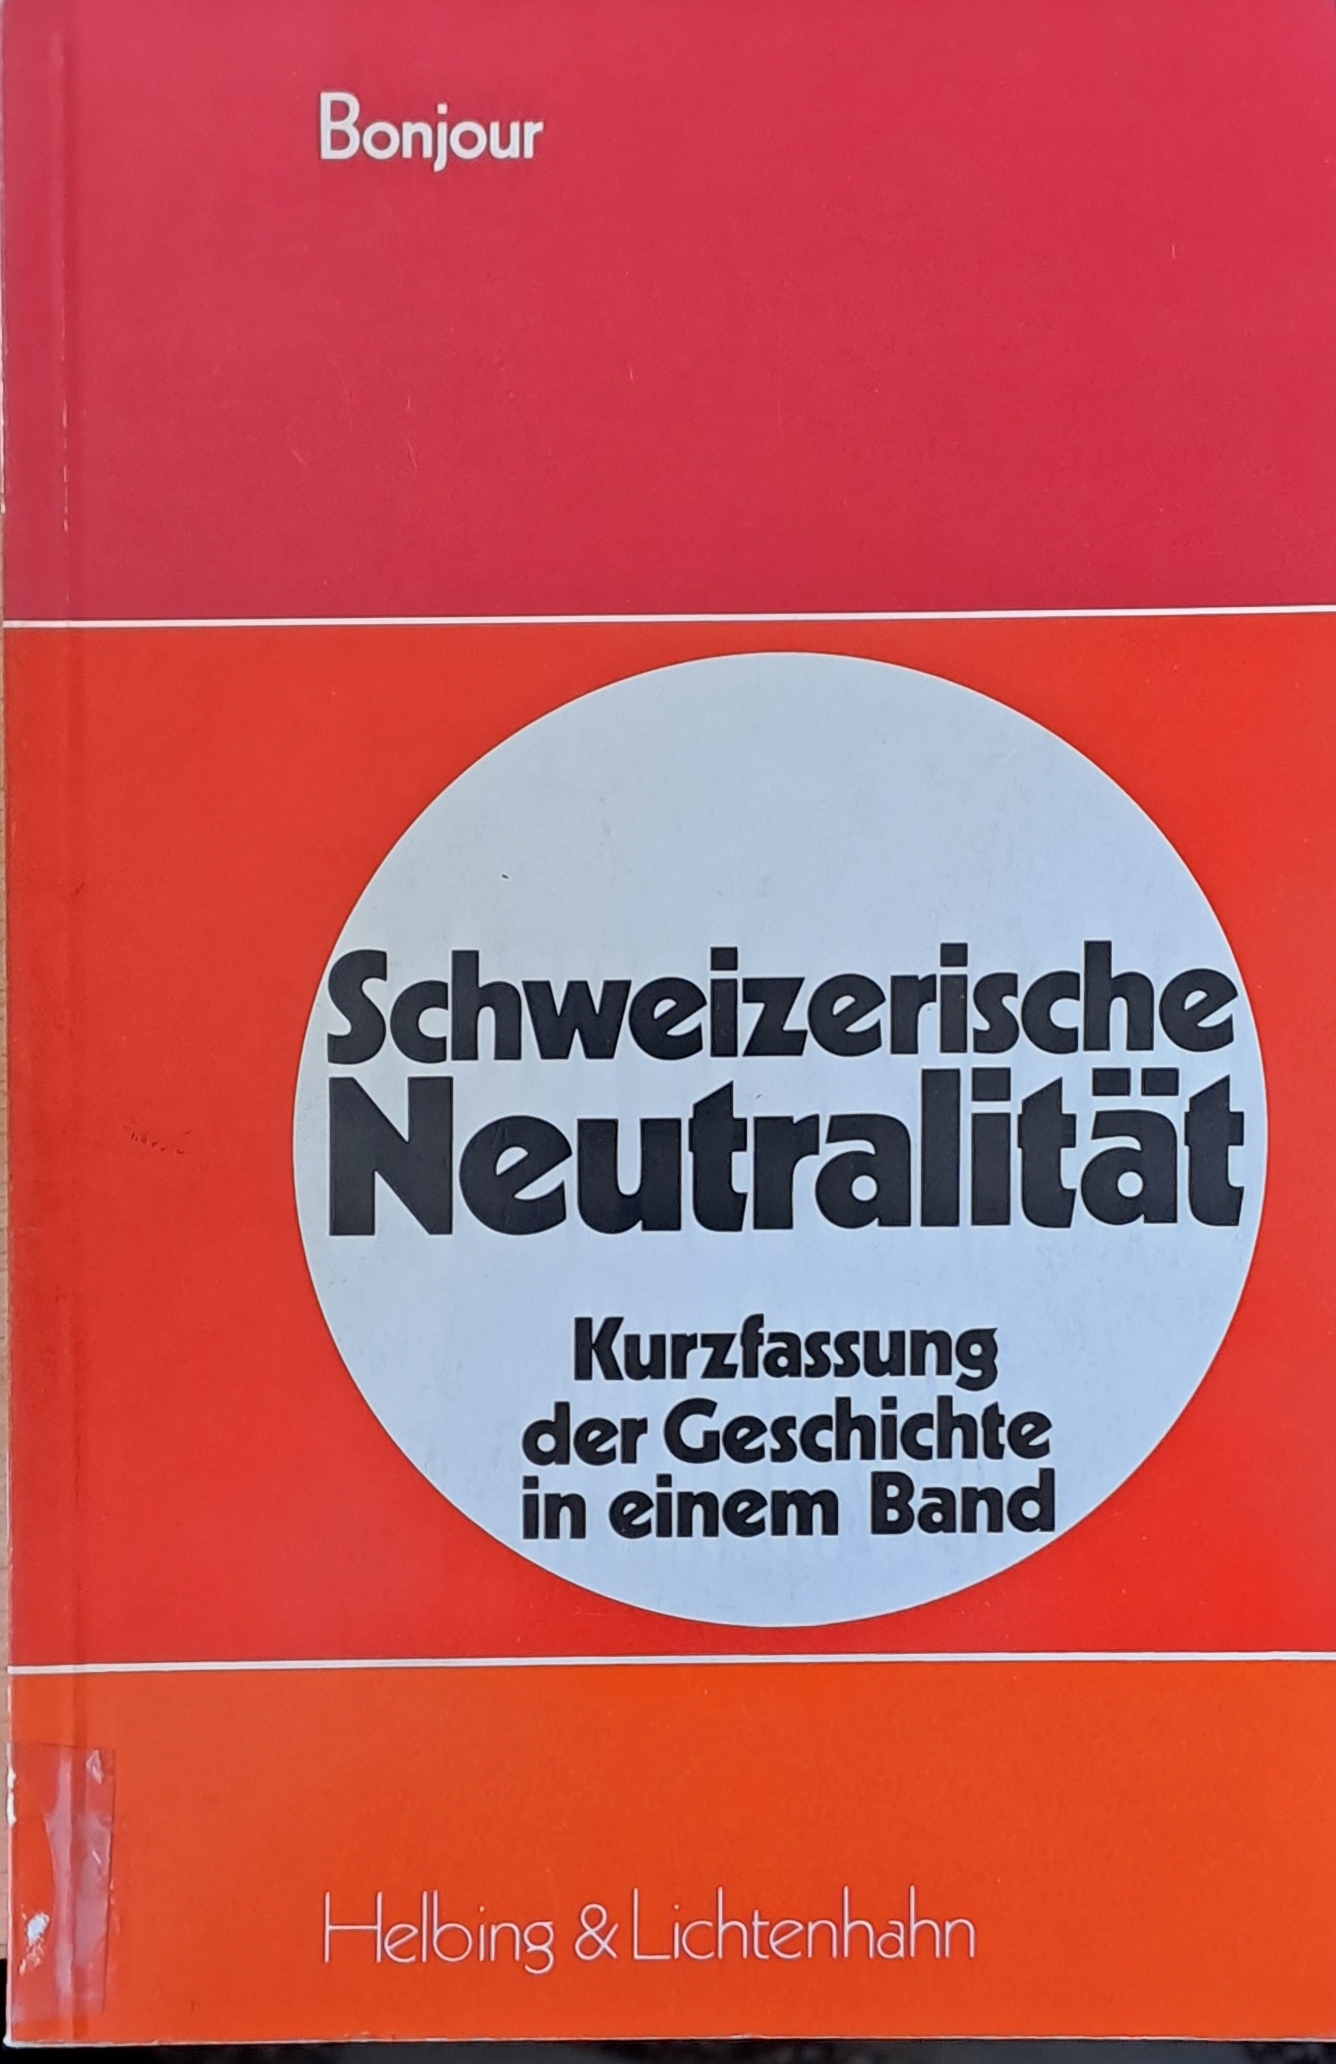 Bonjour
Schweizerische
Neutralität
Kurzfassung
der Geschichte
in einem Band
Helbing & Lichtenhahn